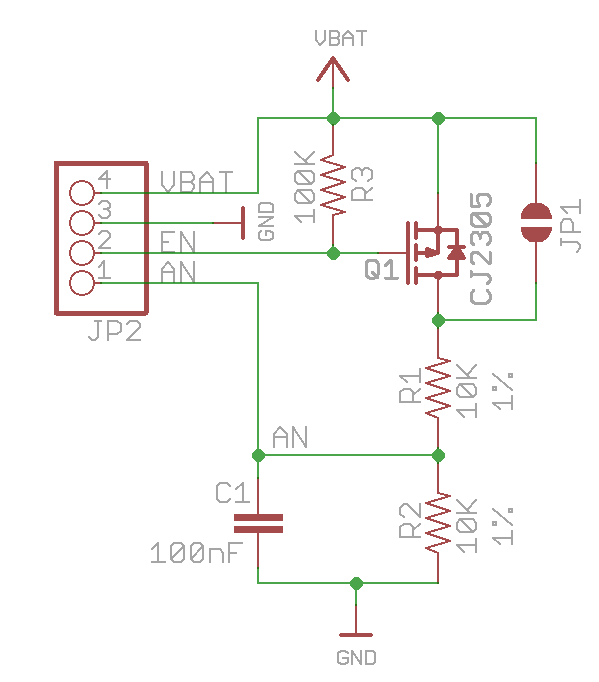 VBAT
4
VBAT
3
GND
2
EN
1
AN
JP2
100K
R3
Q1
CJ2305
JP1
R1
10K
1%
AN
C1
100nF
R2
10K
1%
GND